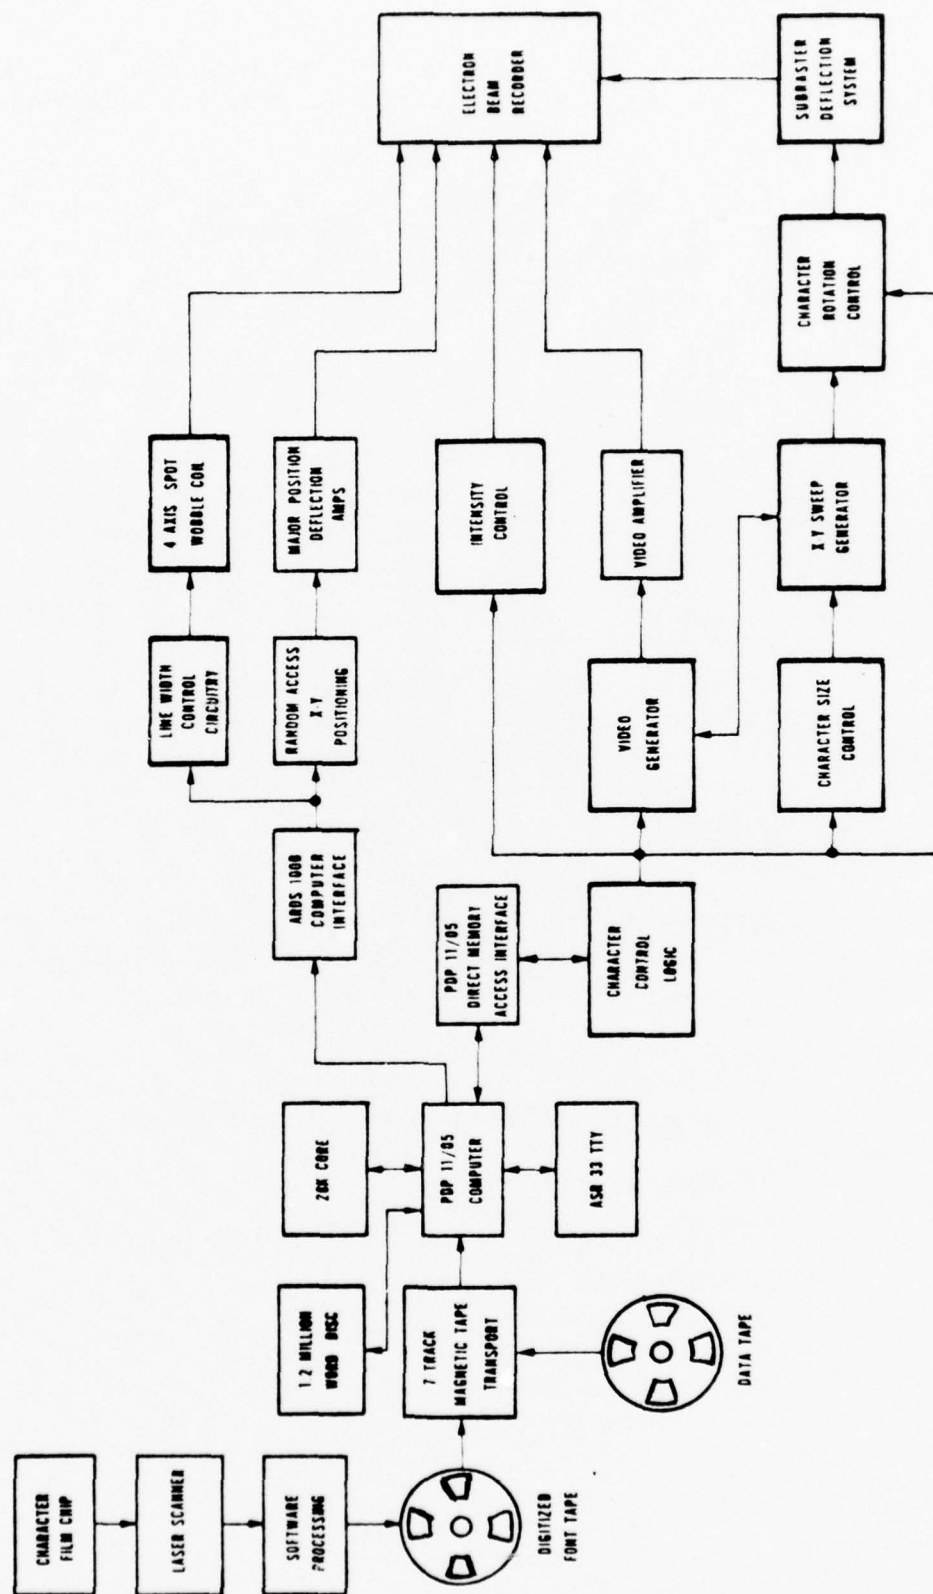 CHARACTER
FILM CHIP
LASER SCANNER
SOFTWARE
PROCESSING
DIGITIZED
FONT TAPE
1.2 MILLION
WORD DISC
7 TRACK
MAGNETIC TAPE
TRANSPORT
DATA TAPE
28K CORE
PDP 11/05
COMPUTER
ASR 33 TTY
ARDS 100B
COMPUTER
INTERFACE
PDP 11/05
DIRECT MEMORY
ACCESS INTERFACE
CHARACTER
CONTROL
LOGIC
LINE WIDTH
CONTROL
CIRCUITRY
RANDOM ACCESS
X-Y
POSITIONING
VIDEO
GENERATOR
CHARACTER SIZE
CONTROL
4 AXIS SPOT
WOBBLE COIL
MAJOR POSITION
DEFLECTION
AMPS
INTENSITY
CONTROL
VIDEO AMPLIFIER
X-Y SWEEP
GENERATOR
CHARACTER
ROTATION
CONTROL
ELECTRON
BEAM
RECORDER
SUBRASTER
DEFLECTION
SYSTEM